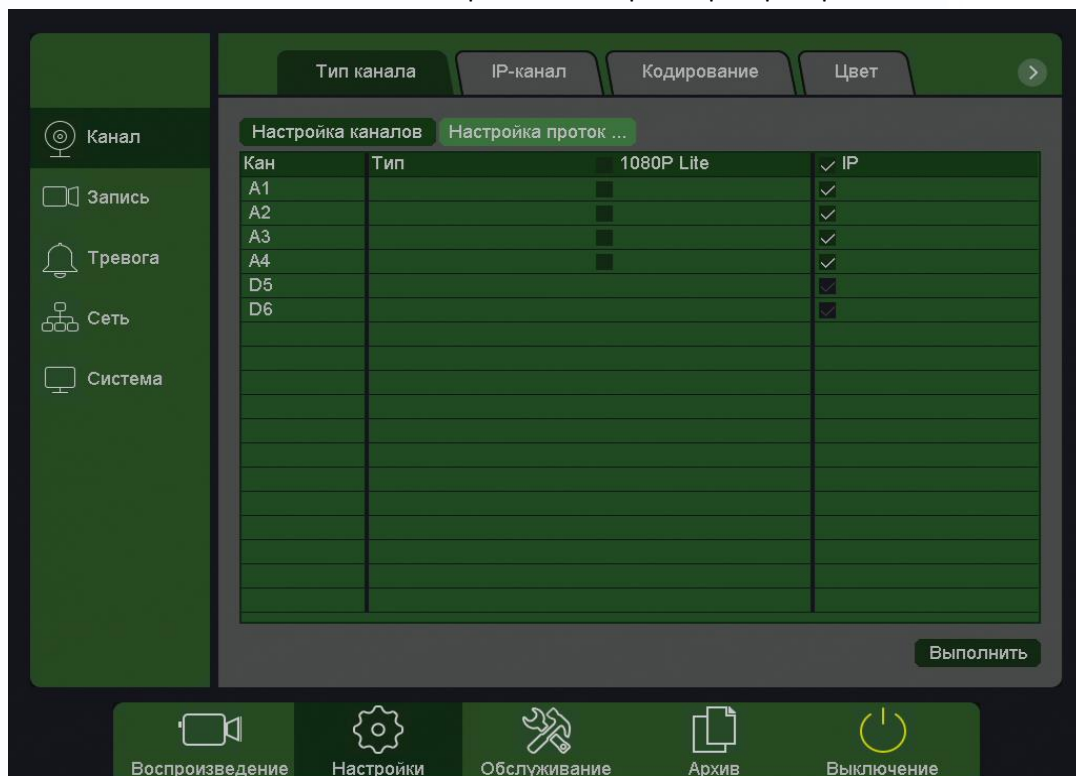 Тип канала IP-канал Кодирование Цвет
Канал
Запись
Тревога
Сеть
Система
Настройка каналов Настройка проток ...
Кан Тип 1080P Lite IP
A1
A2
A3
A4
D5
D6
Выполнить
Воспроизведение Настройки Обслуживание Архив Выключение